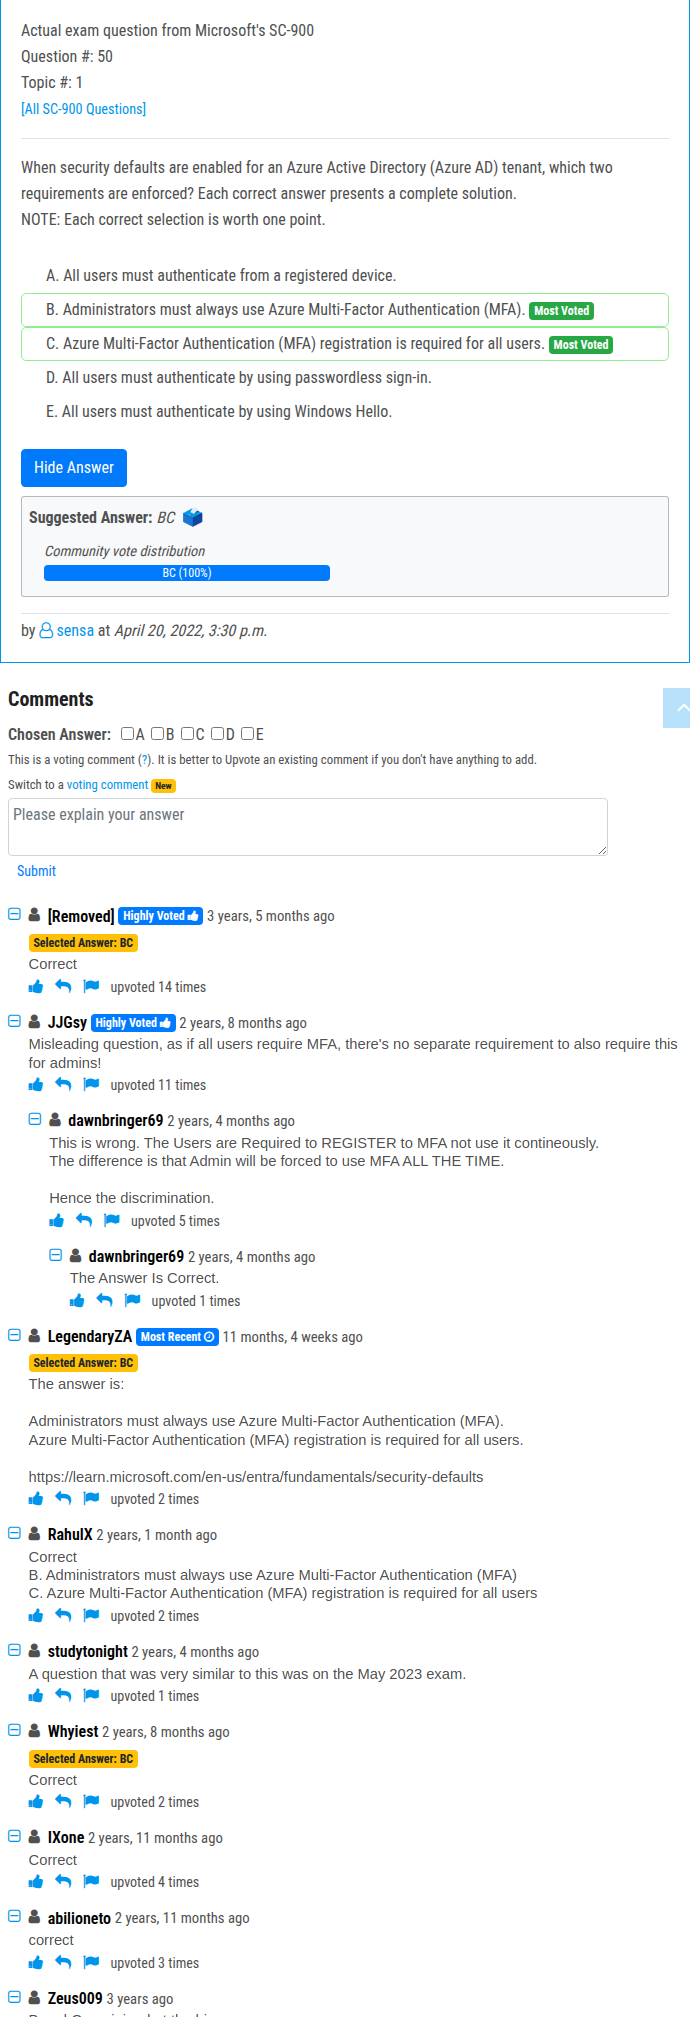 Actual exam question from Microsoft's SC-900
Question #: 50
Topic #: 1
[All SC-900 Questions]
When security defaults are enabled for an Azure Active Directory (Azure AD) tenant, which two
requirements are enforced? Each correct answer presents a complete solution.
NOTE: Each correct selection is worth one point.
A. All users must authenticate from a registered device.
B. Administrators must always use Azure Multi-Factor Authentication (MFA). Most Voted
C. Azure Multi-Factor Authentication (MFA) registration is required for all users. Most Voted
D. All users must authenticate by using passwordless sign-in.
E. All users must authenticate by using Windows Hello.
Hide Answer
Suggested Answer: BC
Community vote distribution
BC (100%)
by sensa at April 20, 2022, 3:30 p.m.
Comments
Chosen Answer: A B C D E
This is a voting comment (?). It is better to Upvote an existing comment if you don't have anything to add.
Switch to a voting comment New
Please explain your answer
Submit
[Removed] Highly Voted 3 years, 5 months ago
Selected Answer: BC
Correct
upvoted 14 times
JJGsy Highly Voted 2 years, 8 months ago
Misleading question, as if all users require MFA, there's no separate requirement to also require this
for admins!
upvoted 11 times
dawnbringer69 2 years, 4 months ago
This is wrong. The Users are Required to REGISTER to MFA not use it contineously.
The difference is that Admin will be forced to use MFA ALL THE TIME.
Hence the discrimination.
upvoted 5 times
dawnbringer69 2 years, 4 months ago
The Answer Is Correct.
upvoted 1 times
LegendaryZA Most Recent 11 months, 4 weeks ago
Selected Answer: BC
The answer is:
Administrators must always use Azure Multi-Factor Authentication (MFA).
Azure Multi-Factor Authentication (MFA) registration is required for all users.
https://learn.microsoft.com/en-us/entra/fundamentals/security-defaults
upvoted 2 times
RahulX 2 years, 1 month ago
Correct
B. Administrators must always use Azure Multi-Factor Authentication (MFA)
C. Azure Multi-Factor Authentication (MFA) registration is required for all users
upvoted 2 times
studytonight 2 years, 4 months ago
A question that was very similar to this was on the May 2023 exam.
upvoted 1 times
Whyiest 2 years, 8 months ago
Selected Answer: BC
Correct
upvoted 2 times
IXone 2 years, 11 months ago
Correct
upvoted 4 times
abilioneto 2 years, 11 months ago
correct
upvoted 3 times
Zeus009 3 years ago